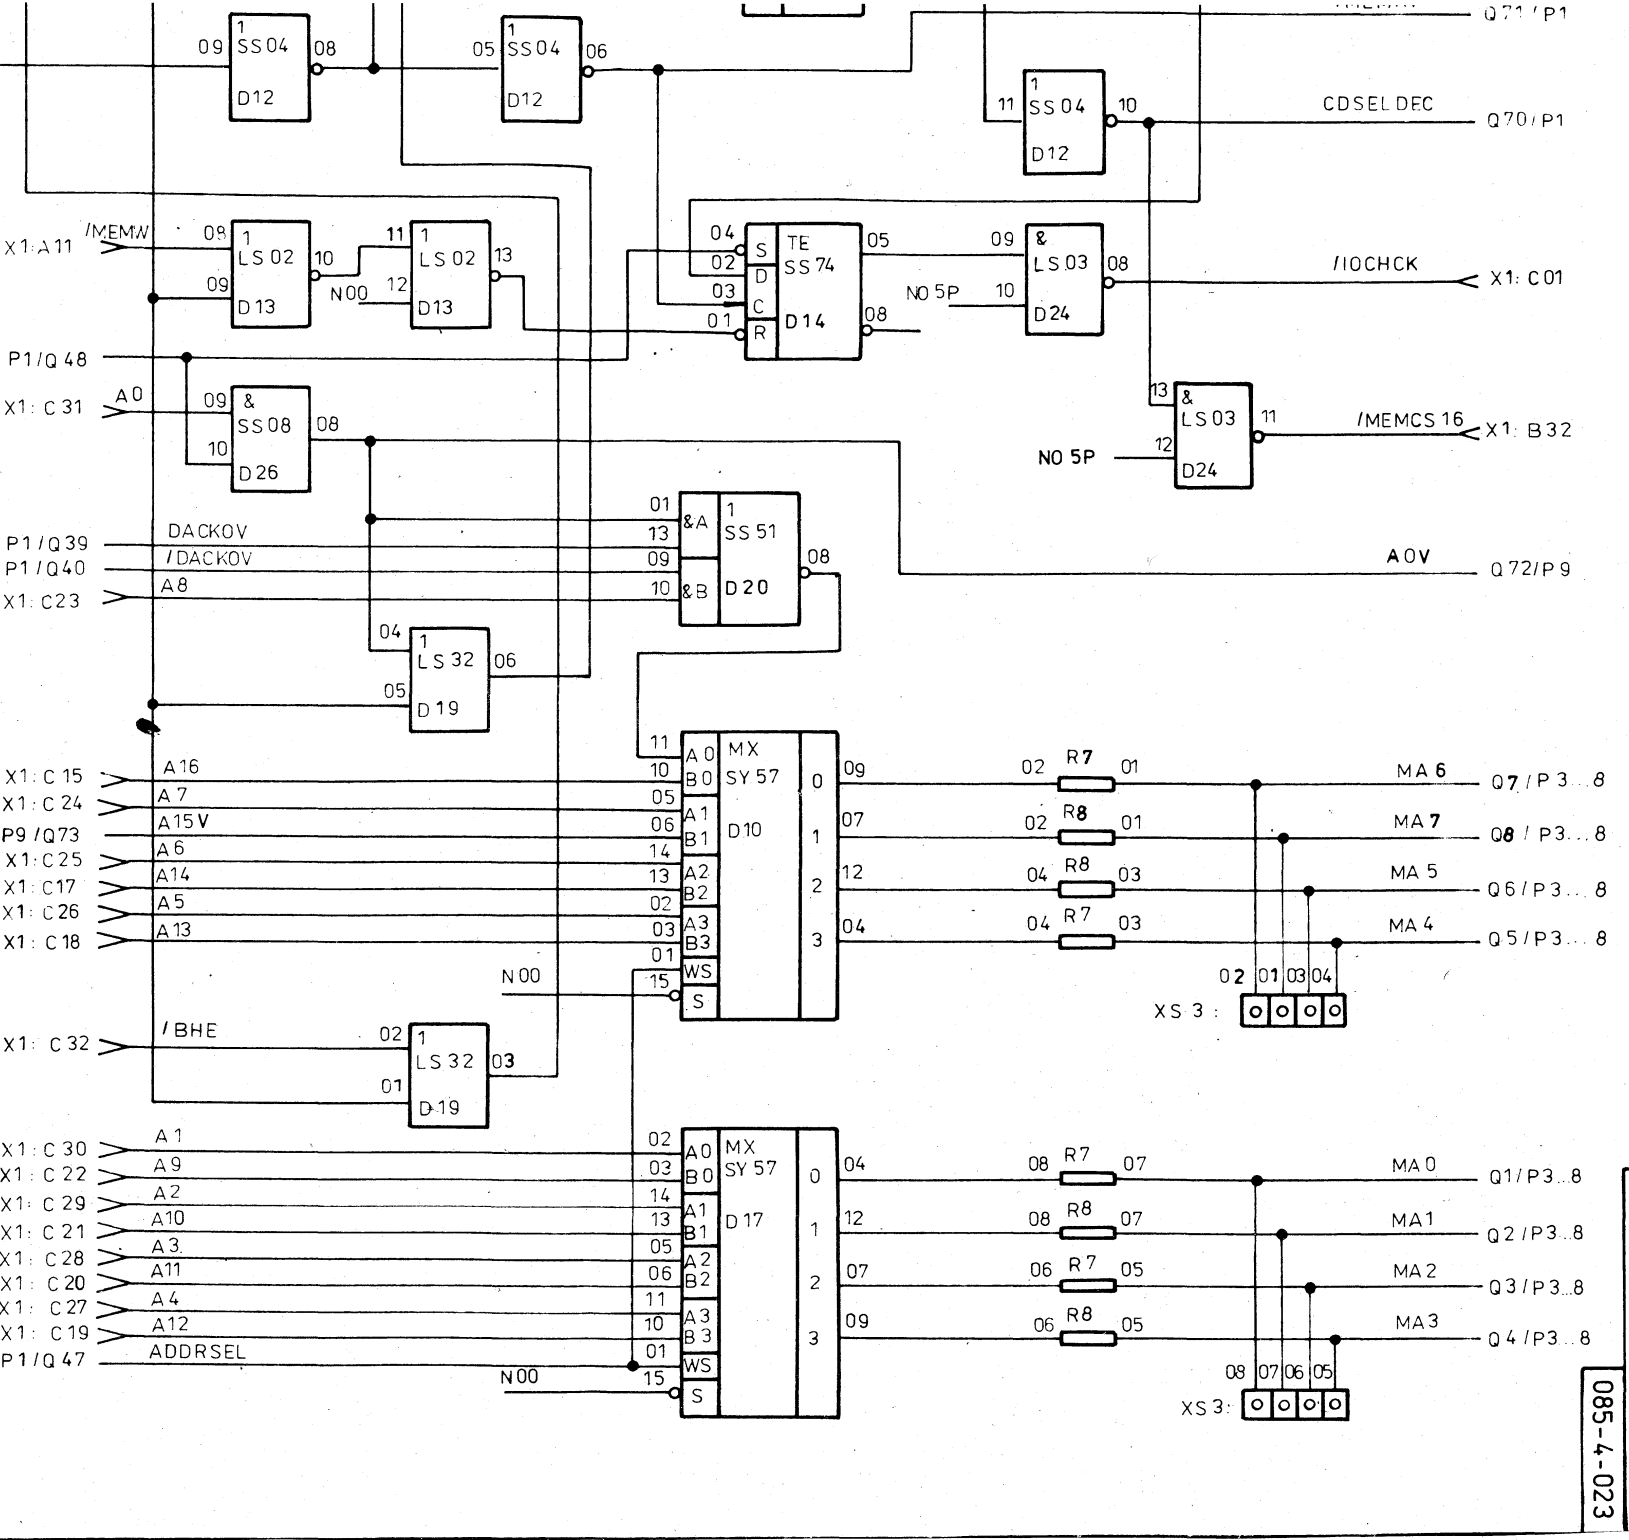 Q71/P1
09 1 SS04 08 D12
05 1 SS04 06 D12
11 1 SS04 10 D12
CDSELDEC Q70/P1
X1:A11 /MEMW
08 1 LS02 10 09 D13
N00
11 1 LS02 13 12 D13
04 S TE 05
02 D SS74
03 C
01 R D14 08
09 & LS03 08 10 D24
N05P
/IOCHCK X1:C01
P1/Q48
X1:C31 A0
09 & SS08 08 10 D26
13 & LS03 11 12 D24
N05P
/MEMCS16 X1:B32
P1/Q39 DACKOV
P1/Q40 /DACKOV
X1:C23 A8
01 &A 1
13 SS51
09 08
10 &B D20
A0V Q72/P9
04 1 LS32 06 05 D19
11 A0 MX
X1:C15 A16 10 B0 SY57 0 09 02 R7 01 MA6 Q7/P3...8
X1:C24 A7 05 A1
P9/Q73 A15V 06 B1 D10 1 07 02 R8 01 MA7 Q8/P3...8
X1:C25 A6 14 A2
X1:C17 A14 13 B2 2 12 04 R8 03 MA5 Q6/P3...8
X1:C26 A5 02 A3
X1:C18 A13 03 B3 3 04 04 R7 03 MA4 Q5/P3...8
01 WS
N00 15 S
02 01 03 04
XS3:
X1:C32 /BHE
02 1 LS32 03 01 D19
X1:C30 A1 02 A0 MX
X1:C22 A9 03 B0 SY57 0 04 08 R7 07 MA0 Q1/P3..8
X1:C29 A2 14 A1
X1:C21 A10 13 B1 D17 1 12 08 R8 07 MA1 Q2/P3..8
X1:C28 A3 05 A2
X1:C20 A11 06 B2 2 07 06 R7 05 MA2 Q3/P3..8
X1:C27 A4 11 A3
X1:C19 A12 10 B3 3 09 06 R8 05 MA3 Q4/P3..8
P1/Q47 ADDRSEL 01 WS
N00 15 S
08 07 06 05
XS3:
085-4-023